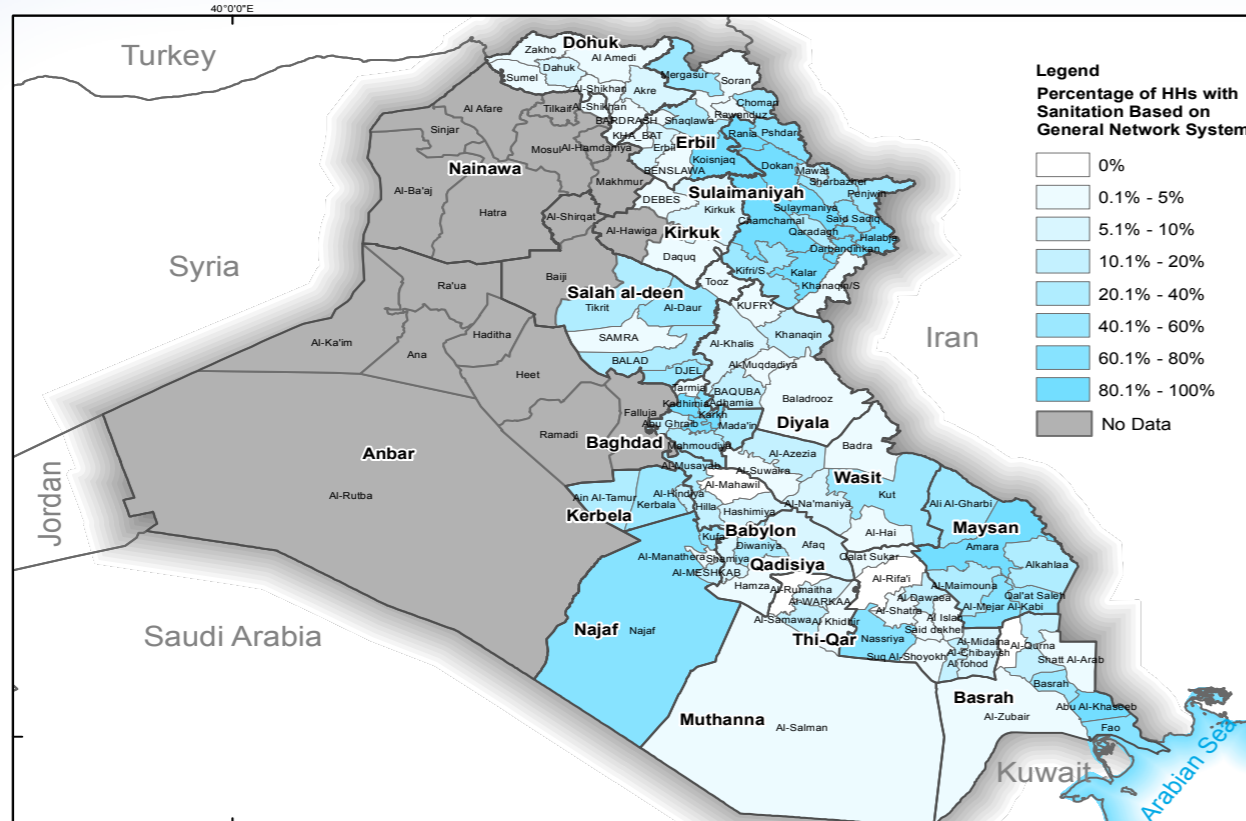 40°0'0"E
Turkey
Syria
Jordan
Saudi Arabia
Iran
Kuwait
Arabian Sea
Legend
Percentage of HHs with
Sanitation Based on
General Network System
0%
0.1% - 5%
5.1% - 10%
10.1% - 20%
20.1% - 40%
40.1% - 60%
60.1% - 80%
80.1% - 100%
No Data
Dohuk
Zakho
Al Amedi
Sumel
Dahuk
Al-Shikhan
Al-Shikhan
Akre
Mergasur
Soran
Choman
Rawanduz
BARDRASH
KHA_BAT
Shaqlawa
Erbil
Erbil
Koisnjaq
BENSLAWA
Rania
Pshdar
Dokan
Mawat
Sharbazher
Penjwin
Sulaimaniyah
Sulaymaniya
Said Sadiq
Chamchamal
Qaradagh
Halabja
Darbandinkan
Kalar
Kifri/S
Khanaqin/S
Nainawa
Al Afare
Tilkaif
Sinjar
Mosul
Al-Hamdaniya
Al-Ba'aj
Hatra
Makhmur
Al-Shirqat
DEBES
Kirkuk
Kirkuk
Al-Hawiga
Daquq
Tooz
Baiji
Salah al-deen
Tikrit
Al-Daur
SAMRA
BALAD
DJEL
Tarmia
KUFRY
Khanaqin
Al-Khalis
Al-Muqdadiya
BAQUBA
Baladrooz
Diyala
Ra'ua
Al-Ka'im
Ana
Haditha
Heet
Ramadi
Falluja
Anbar
Al-Rutba
Baghdad
Kadhimia
Adhamia
Karkh
Abu Ghraib
Mada'in
Mahmoudiya
Badra
Al-Azezia
Al-Suwaira
Wasit
Kut
Al-Na'maniya
Al-Hai
Al-Musayab
Al-Mahawil
Al-Hindiya
Hilla
Hashimiya
Babylon
Ain Al-Tamur
Kerbala
Kerbela
Kufa
Al-Manathera
Al-MESHKAB
Najaf
Najaf
Diwaniya
Afaq
Shamiya
Qadisiya
Hamza
Ali Al-Gharbi
Maysan
Amara
Alkahlaa
Al-Maimouna
Qal'at Saleh
Al-Mejar Al-Kabi
Qalat Sukar
Al-Rifa'i
Al Dawaea
Al-Shatra
Al Islah
Said dekhel
Nassriya
Thi-Qar
Suq Al-Shoyokh
Al-Chibayish
Al fohod
Al-Rumaitha
Al-WARKAA
Al-Samawa
Al Khidhir
Muthanna
Al-Salman
Al-Midaina
Al-Qurna
Shatt Al-Arab
Basrah
Basrah
Abu Al-Khaseeb
Al-Zubair
Fao